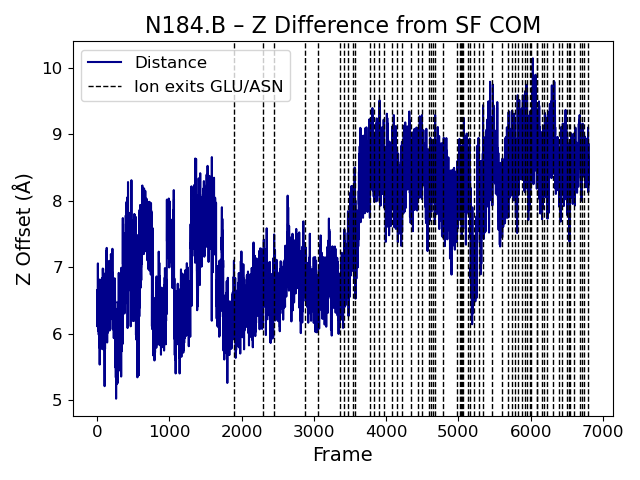 N184.B – Z Difference from SF COM
Distance
Ion exits GLU/ASN
Z Offset (Å)
10
9
8
7
6
5
0 1000 2000 3000 4000 5000 6000 7000
Frame